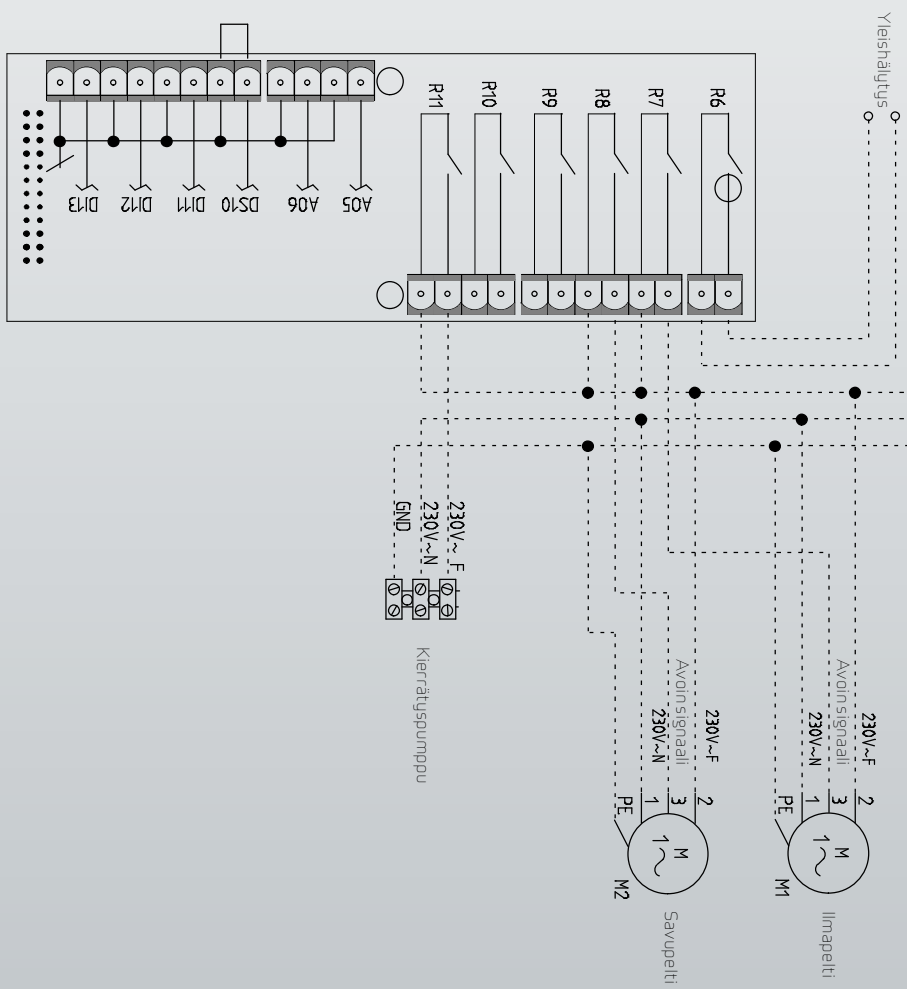 Yleishälytys
R11
R10
R9
R8
R7
R6
DI13
DI12
DI11
DS10
AO6
AO5
GND
230V~N
230V~ F
Kierrätyspumppu
230V~N
Avoin signaali
230V~F
230V~N
Avoin signaali
230V~F
PE
1
3
2
PE
1
3
2
M
1~
M
1~
M2
M1
Savupelti
Ilmapelti